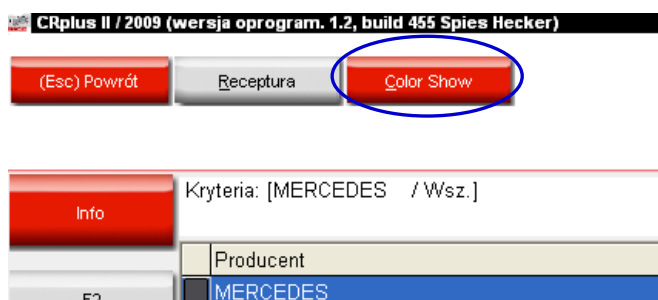 CRplus II / 2009 (wersja oprogram. 1.2, build 455 Spies Hecker)
(Esc) Powrót Receptura Color Show
Info
Kryteria: [MERCEDES / Wsz.]
Producent
F2
MERCEDES